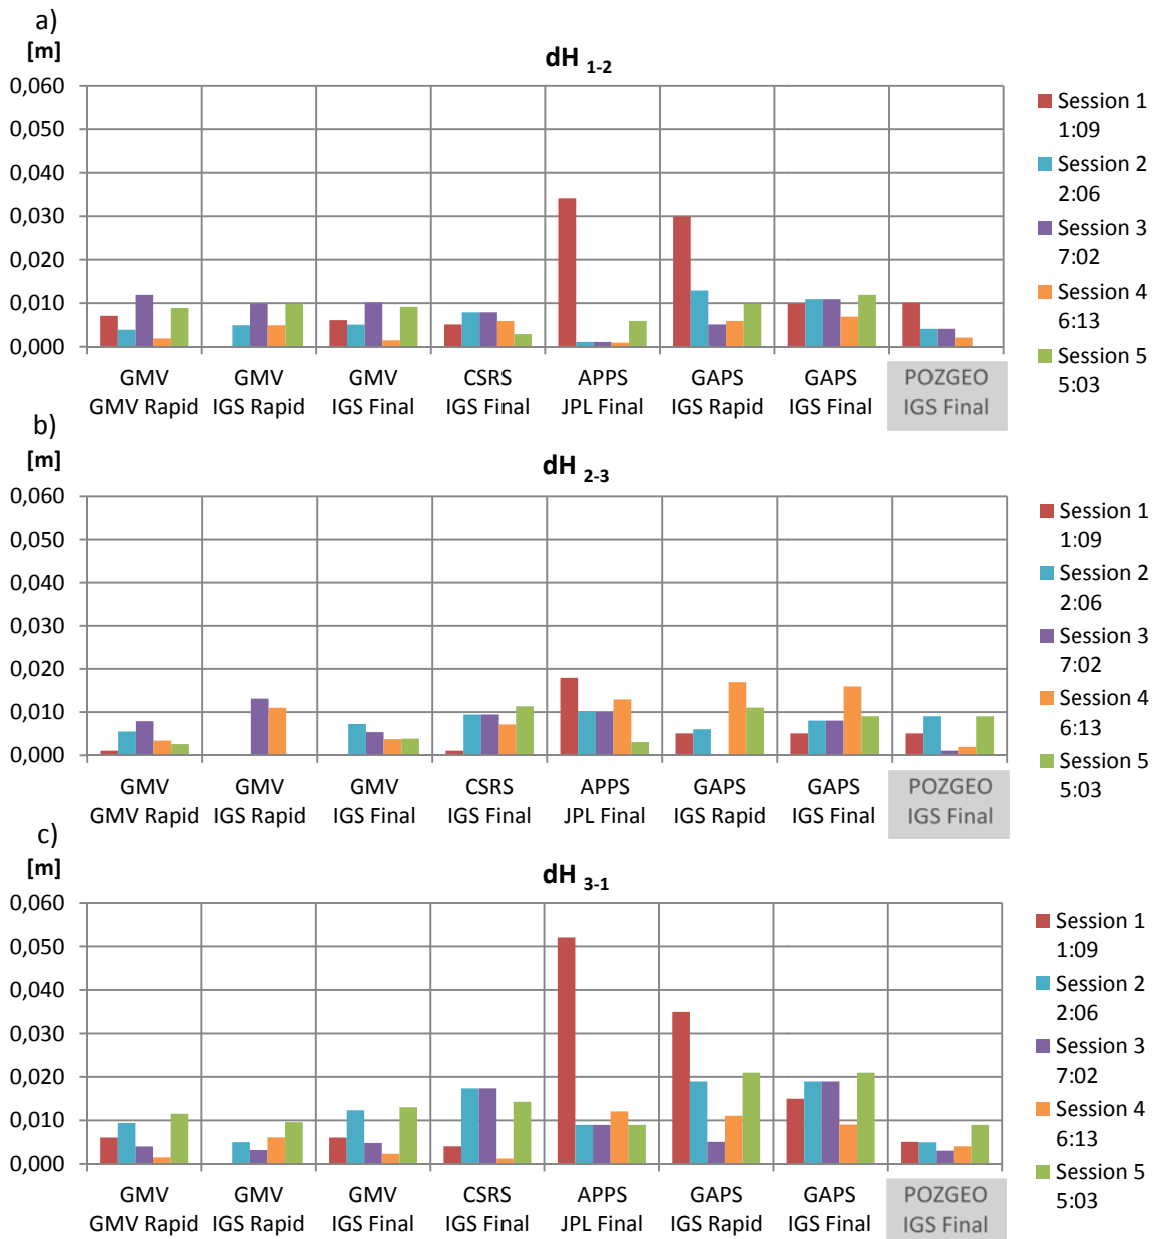 a)
[m]
dH 1-2
0,060
0,050
0,040
0,030
0,020
0,010
0,000
GMV GMV GMV CSRS APPS GAPS GAPS POZGEO
GMV Rapid IGS Rapid IGS Final IGS Final JPL Final IGS Rapid IGS Final IGS Final
Session 1
1:09
Session 2
2:06
Session 3
7:02
Session 4
6:13
Session 5
5:03
b)
[m]
dH 2-3
0,060
0,050
0,040
0,030
0,020
0,010
0,000
GMV GMV GMV CSRS APPS GAPS GAPS POZGEO
GMV Rapid IGS Rapid IGS Final IGS Final JPL Final IGS Rapid IGS Final IGS Final
Session 1
1:09
Session 2
2:06
Session 3
7:02
Session 4
6:13
Session 5
5:03
c)
[m]
dH 3-1
0,060
0,050
0,040
0,030
0,020
0,010
0,000
GMV GMV GMV CSRS APPS GAPS GAPS POZGEO
GMV Rapid IGS Rapid IGS Final IGS Final JPL Final IGS Rapid IGS Final IGS Final
Session 1
1:09
Session 2
2:06
Session 3
7:02
Session 4
6:13
Session 5
5:03